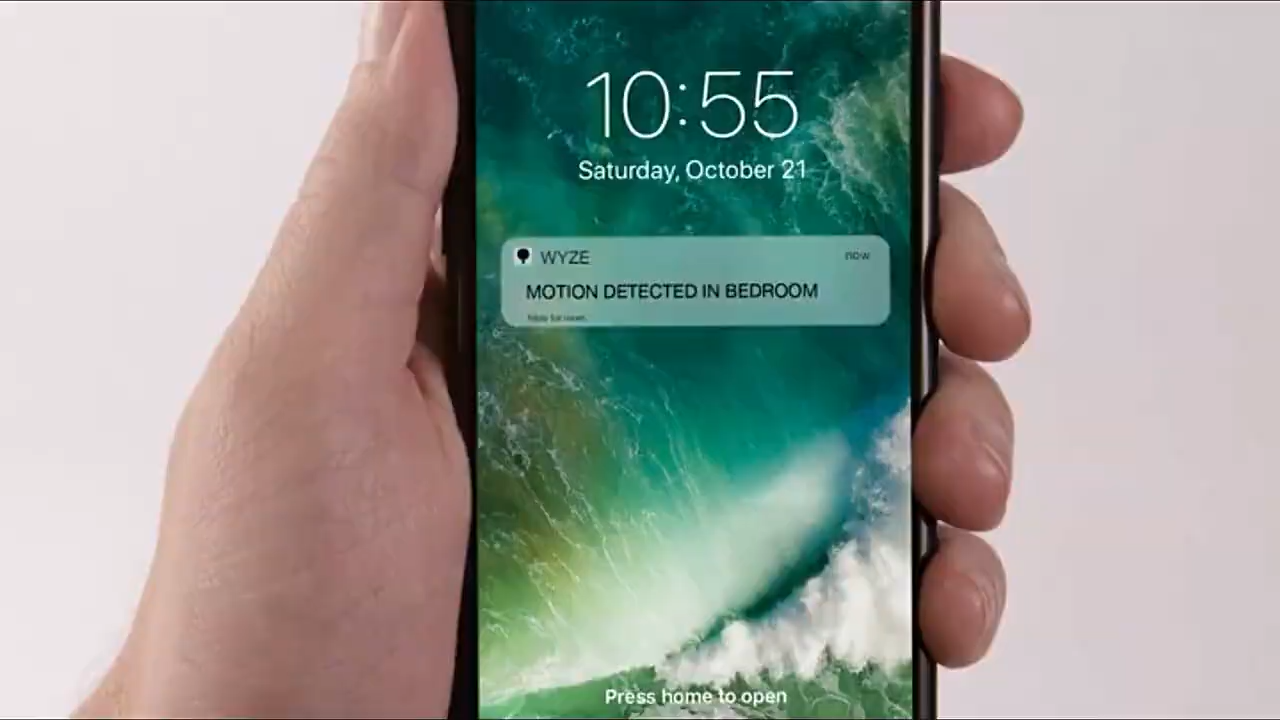 10:55
Saturday, October 21
WYZE now
MOTION DETECTED IN BEDROOM
Press home to open